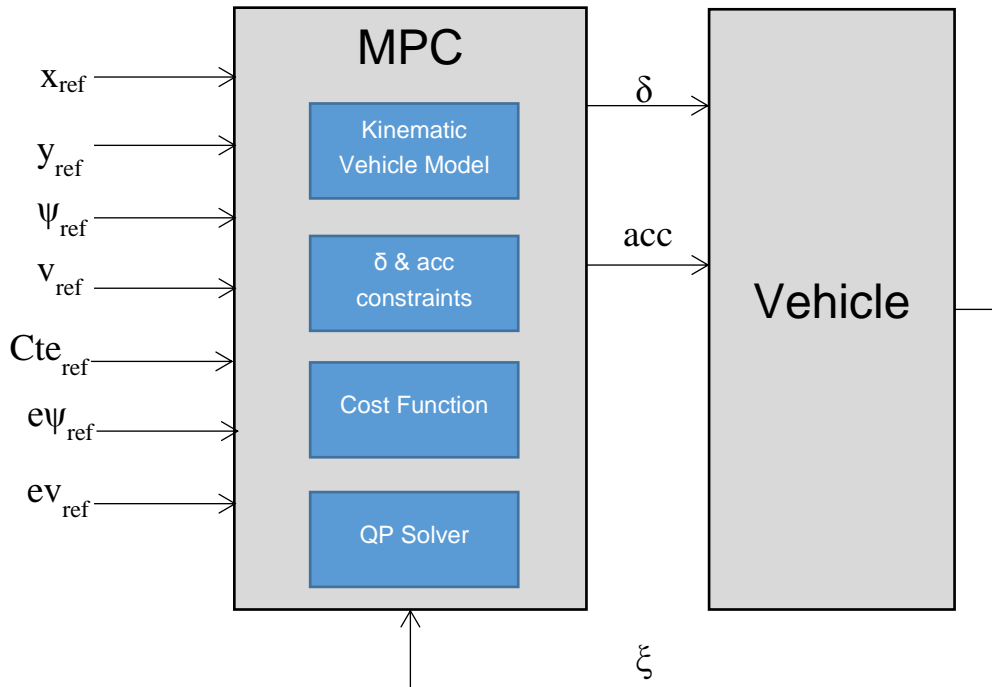 MPC
x_ref
y_ref
ψ_ref
v_ref
Cte_ref
eψ_ref
ev_ref
Kinematic
Vehicle Model
δ & acc
constraints
Cost Function
QP Solver
δ
acc
Vehicle
ξ